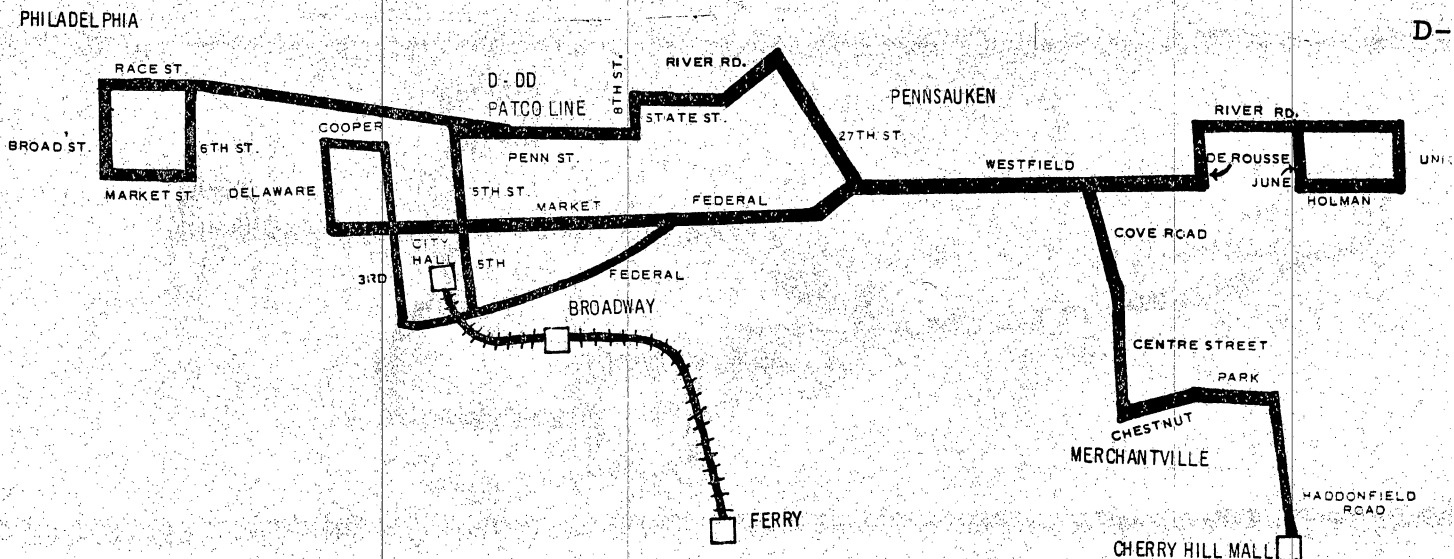 PHILADELPHIA
D-
RACE ST.
D-DD
PATCO LINE
8TH ST.
RIVER RD.
STATE ST.
PENNSAUKEN
RIVER RD.
BROAD ST.
6TH ST.
COOPER
PENN ST.
27TH ST.
WESTFIELD
DE ROUSSE
JUNE
MARKET ST.
DELAWARE
5TH ST.
MARKET
FEDERAL
HOLMAN
CITY
HALL
3RD
5TH
FEDERAL
COVE ROAD
BROADWAY
CENTRE STREET
PARK
CHESTNUT
MERCHANTVILLE
HADDONFIELD
ROAD
FERRY
CHERRY HILL MALL